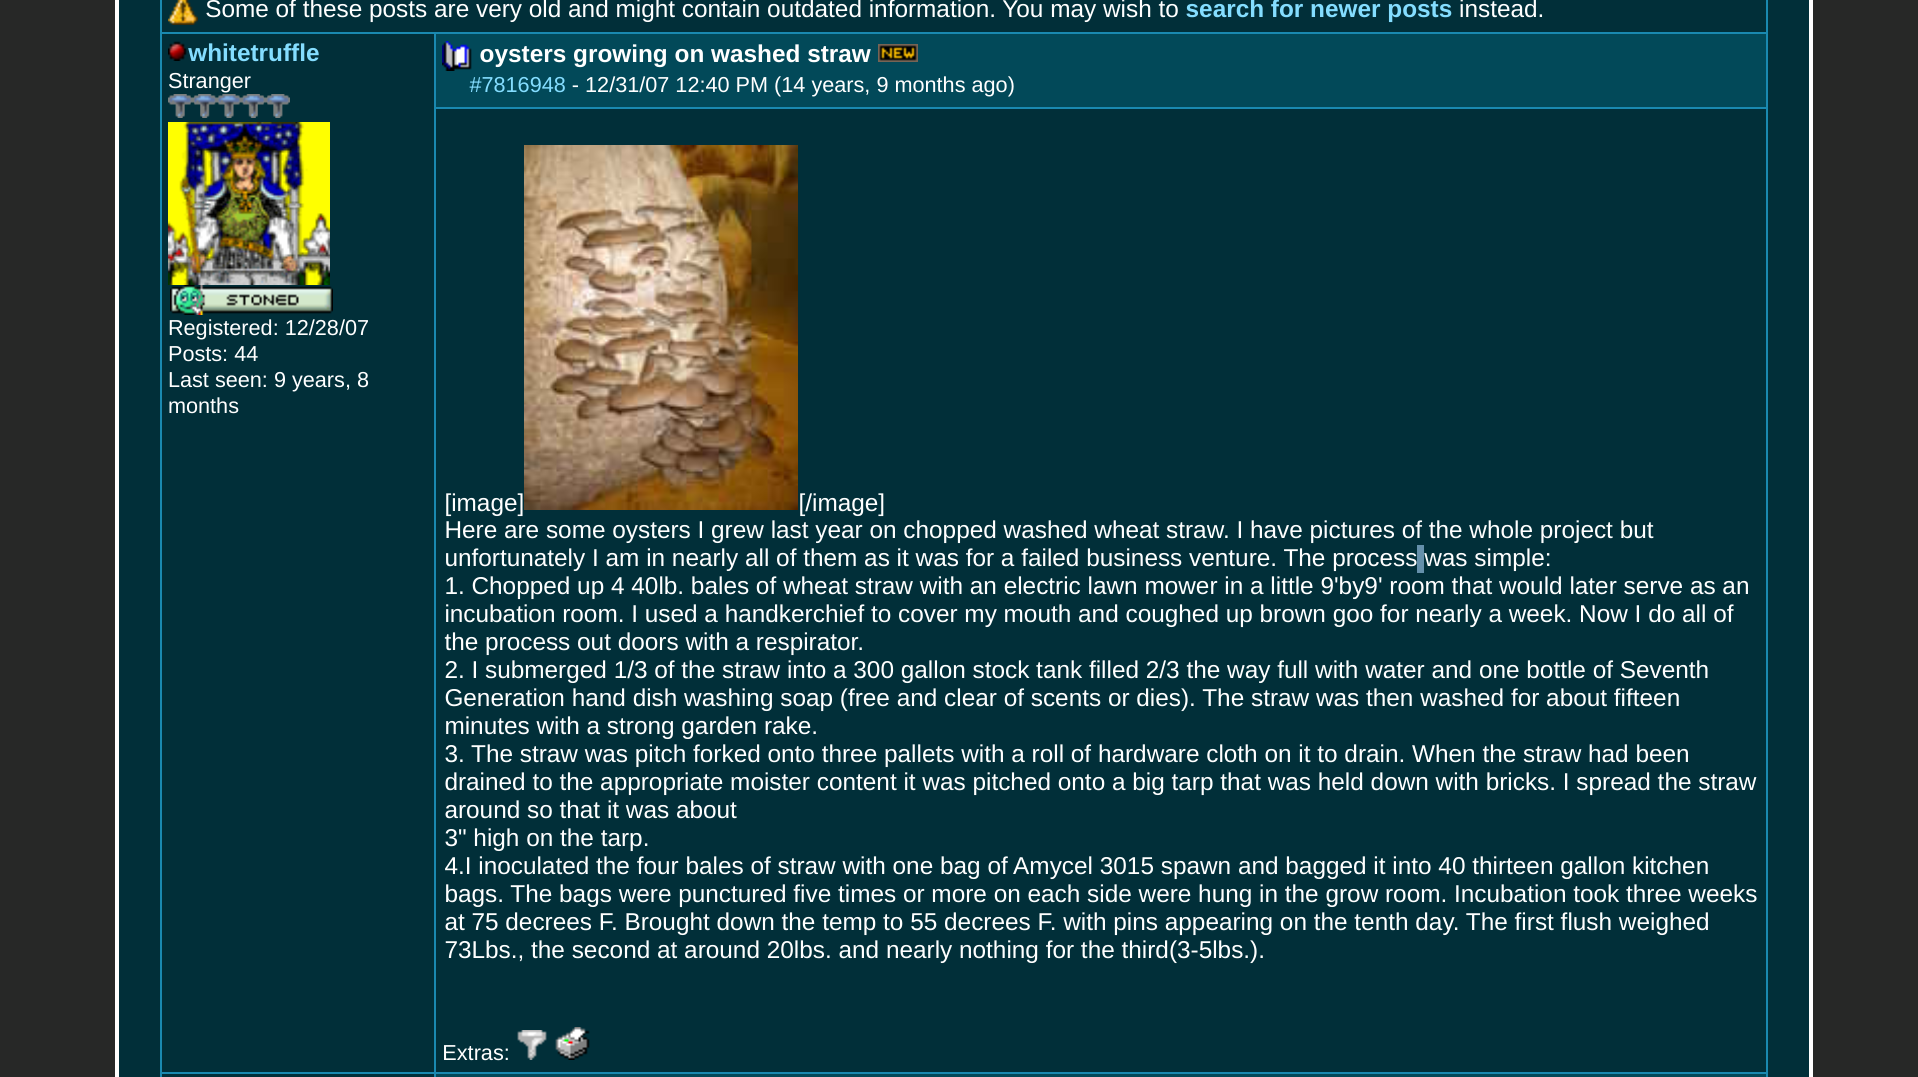 Some of these posts are very old and might contain outdated information. You may wish to search for newer posts instead.
whitetruffle
Stranger
STONED
Registered: 12/28/07
Posts: 44
Last seen: 9 years, 8
months
oysters growing on washed straw NEW
#7816948 - 12/31/07 12:40 PM (14 years, 9 months ago)
[image] [/image]
Here are some oysters I grew last year on chopped washed wheat straw. I have pictures of the whole project but
unfortunately I am in nearly all of them as it was for a failed business venture. The process was simple:
1. Chopped up 4 40lb. bales of wheat straw with an electric lawn mower in a little 9'by9' room that would later serve as an
incubation room. I used a handkerchief to cover my mouth and coughed up brown goo for nearly a week. Now I do all of
the process out doors with a respirator.
2. I submerged 1/3 of the straw into a 300 gallon stock tank filled 2/3 the way full with water and one bottle of Seventh
Generation hand dish washing soap (free and clear of scents or dies). The straw was then washed for about fifteen
minutes with a strong garden rake.
3. The straw was pitch forked onto three pallets with a roll of hardware cloth on it to drain. When the straw had been
drained to the appropriate moister content it was pitched onto a big tarp that was held down with bricks. I spread the straw
around so that it was about
3" high on the tarp.
4.I inoculated the four bales of straw with one bag of Amycel 3015 spawn and bagged it into 40 thirteen gallon kitchen
bags. The bags were punctured five times or more on each side were hung in the grow room. Incubation took three weeks
at 75 decrees F. Brought down the temp to 55 decrees F. with pins appearing on the tenth day. The first flush weighed
73Lbs., the second at around 20lbs. and nearly nothing for the third(3-5lbs.).
Extras: